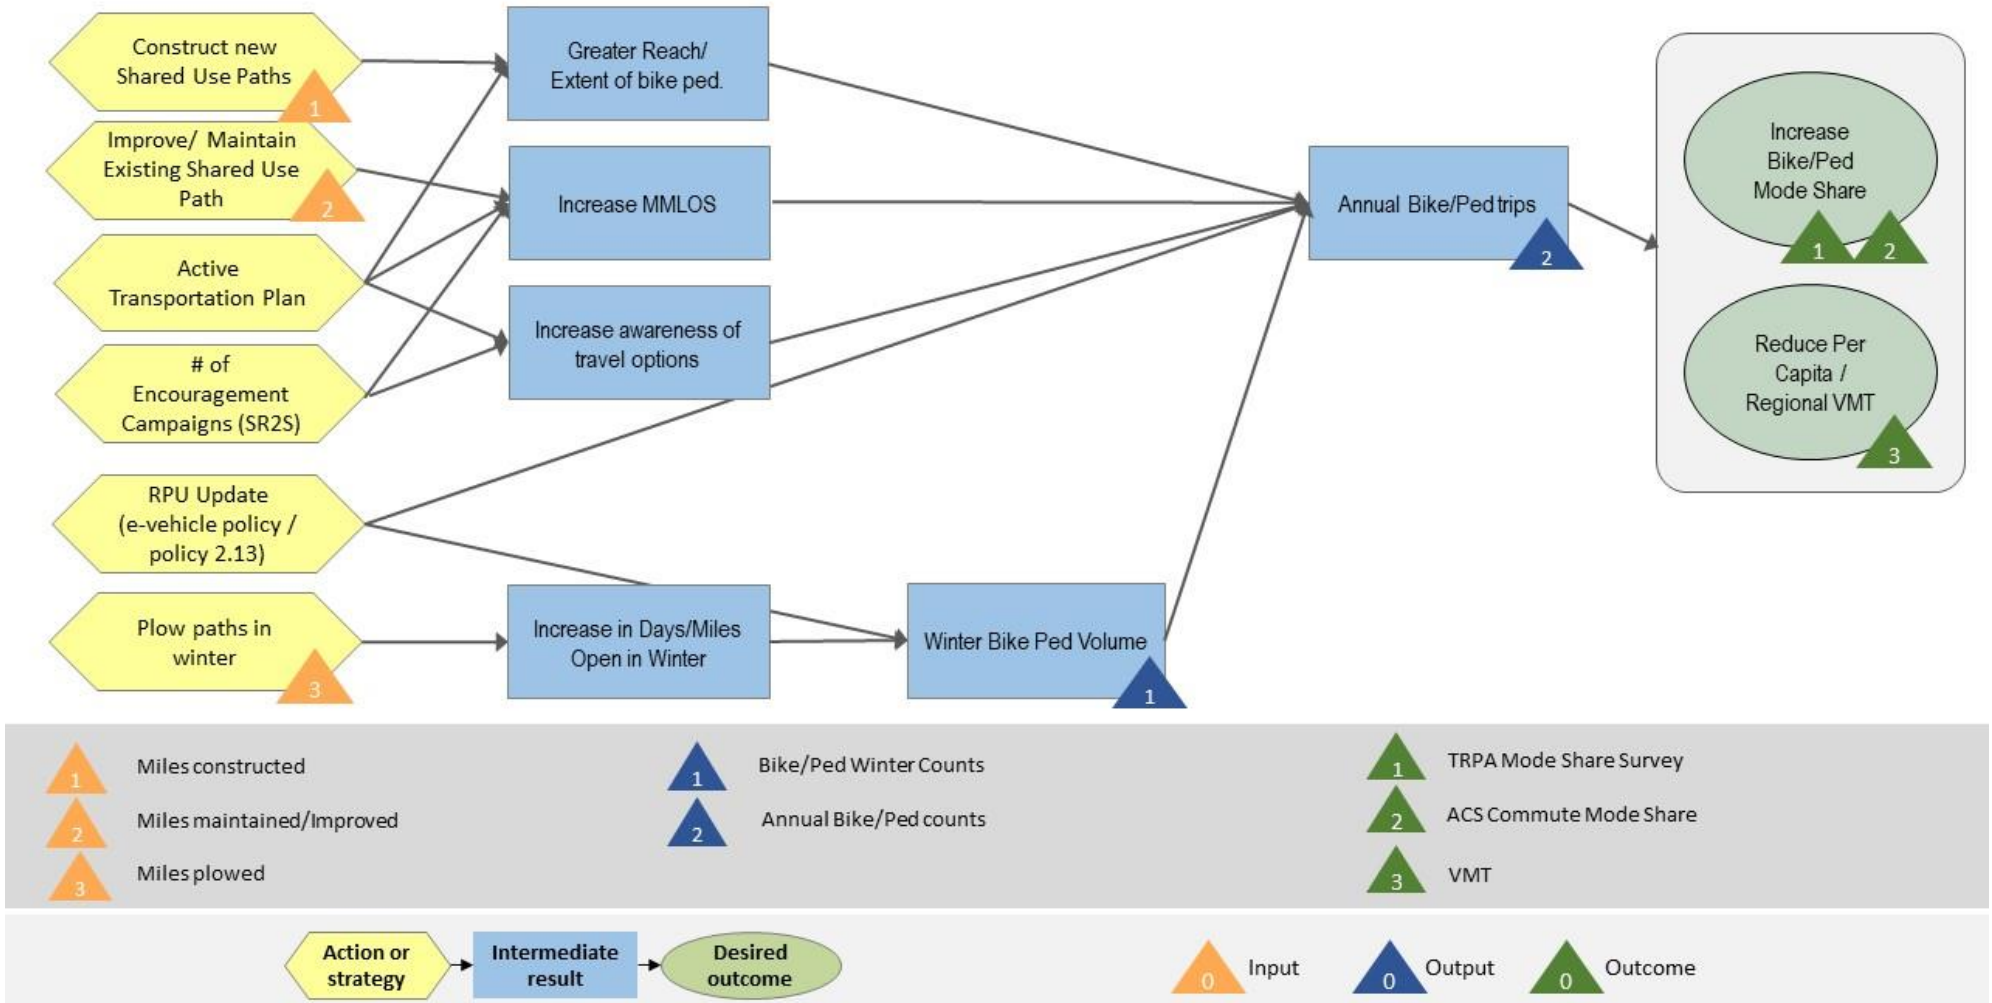 Construct new
Shared Use Paths
1
Improve/ Maintain
Existing Shared Use
Path
2
Active
Transportation Plan
# of
Encouragement
Campaigns (SR2S)
RPU Update
(e-vehicle policy /
policy 2.13)
Plow paths in
winter
3
Greater Reach/
Extent of bike ped.
Increase MMLOS
Increase awareness of
travel options
Increase in Days/Miles
Open in Winter
Winter Bike Ped Volume
1
Annual Bike/Ped trips
2
Increase
Bike/Ped
Mode Share
1 2
Reduce Per
Capita /
Regional VMT
3
1 Miles constructed
2 Miles maintained/Improved
3 Miles plowed
1 Bike/Ped Winter Counts
2 Annual Bike/Ped counts
1 TRPA Mode Share Survey
2 ACS Commute Mode Share
3 VMT
Action or
strategy
Intermediate
result
Desired
outcome
0 Input
0 Output
0 Outcome